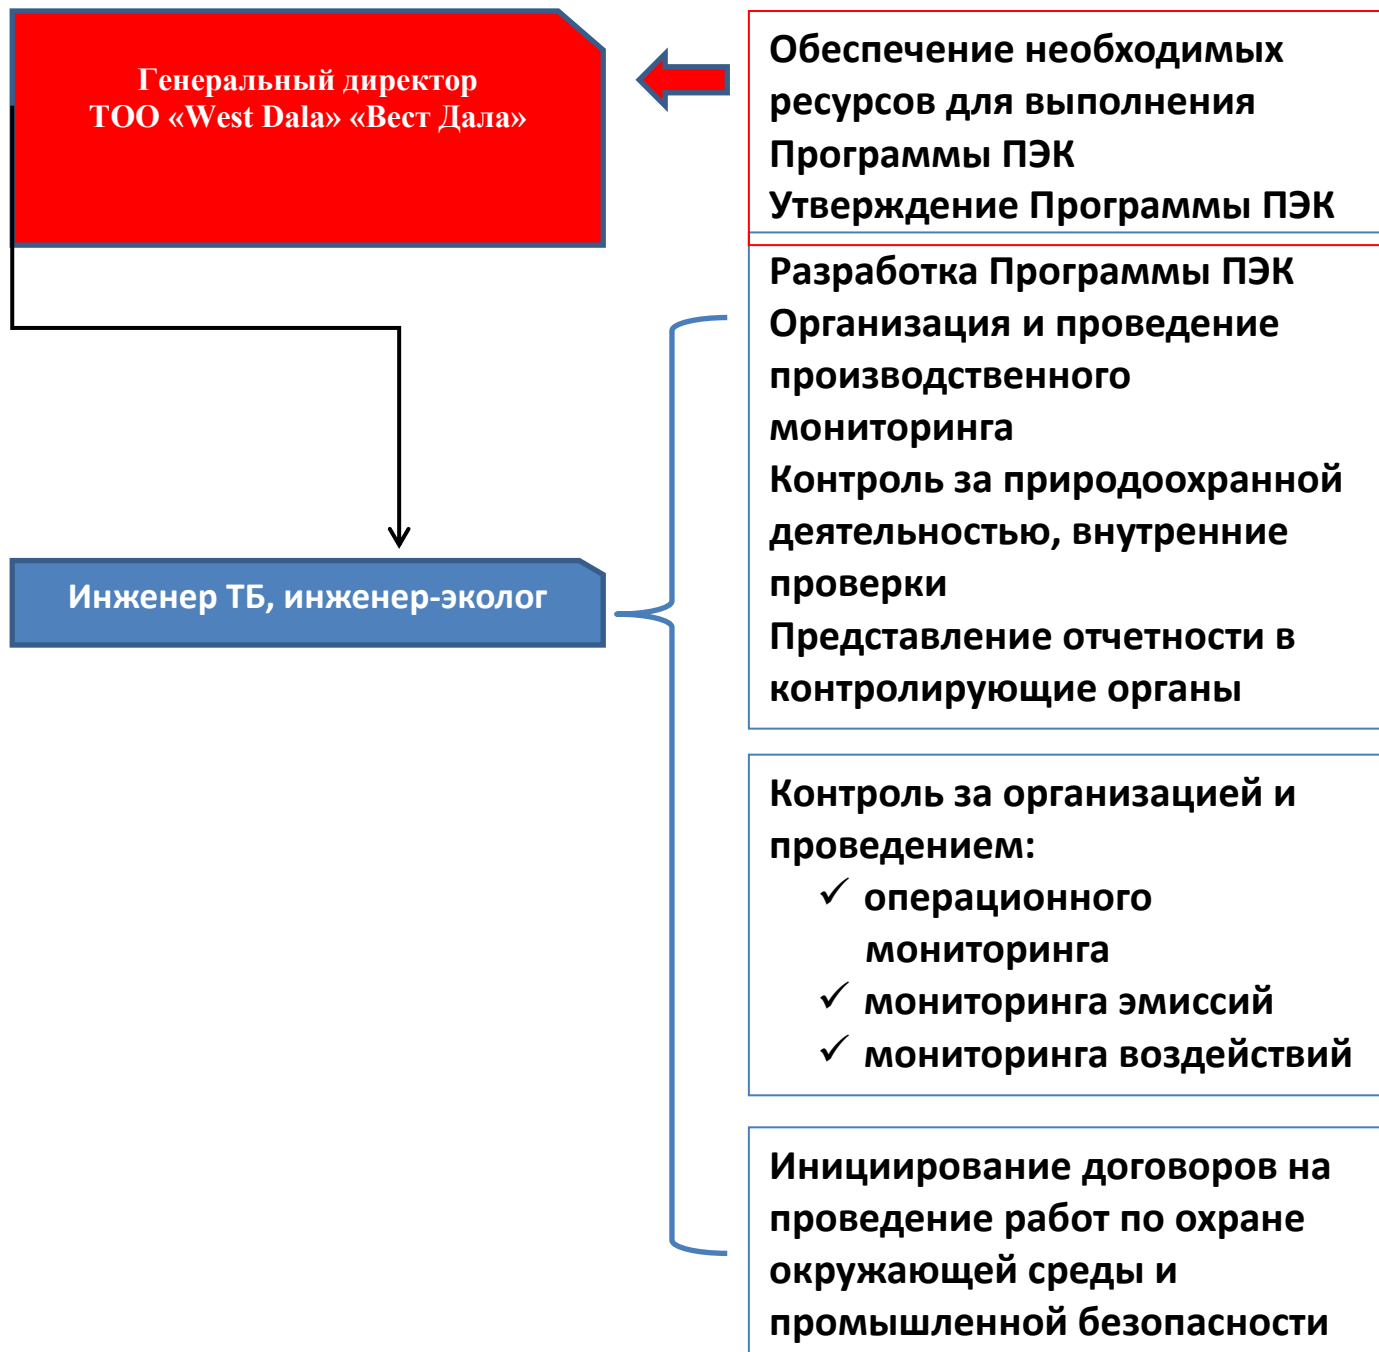 Генеральный директор
ТОО «West Dala» «Вест Дала»
Обеспечение необходимых
ресурсов для выполнения
Программы ПЭК
Утверждение Программы ПЭК
Разработка Программы ПЭК
Организация и проведение
производственного
мониторинга
Контроль за природоохранной
деятельностью, внутренние
проверки
Представление отчетности в
контролирующие органы
Инженер ТБ, инженер-эколог
Контроль за организацией и
проведением:
✓ операционного
мониторинга
✓ мониторинга эмиссий
✓ мониторинга воздействий
Инициирование договоров на
проведение работ по охране
окружающей среды и
промышленной безопасности